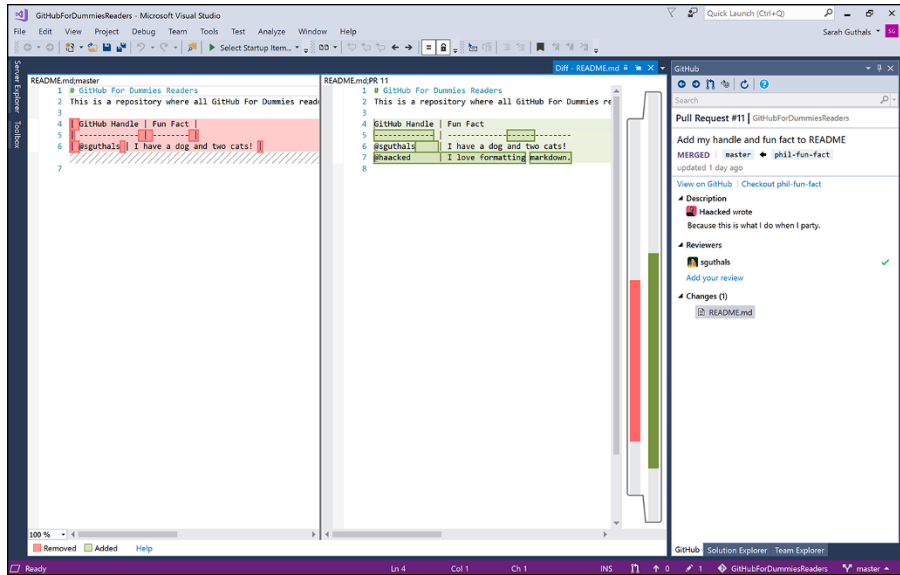 GitHubForDummiesReaders - Microsoft Visual Studio
Quick Launch (Ctrl+Q)
File Edit View Project Debug Team Tools Test Analyze Window Help
Sarah Guthals SG
Select Startup Item...
Server Explorer
Toolbox
Diff - README.md
README.md;master
1 # GitHub For Dummies Readers
2 This is a repository where all GitHub For Dummies reade
3
4 | GitHub Handle | Fun Fact |
5 | -------------|---------|
6 | @sguthals | I have a dog and two cats! |
7
README.md;PR 11
1 # GitHub For Dummies Readers
2 This is a repository where all GitHub For Dummies re
3
4 GitHub Handle | Fun Fact
5 ------------- | -------------------
6 @sguthals | I have a dog and two cats!
7 @haacked | I love formatting markdown.
8
100 %
Removed Added Help
GitHub
Search
Pull Request #11 GitHubForDummiesReaders
Add my handle and fun fact to README
MERGED master phil-fun-fact
updated 1 day ago
View on GitHub Checkout phil-fun-fact
Description
Haacked wrote
Because this is what I do when I party.
Reviewers
sguthals
Add your review
Changes (1)
README.md
GitHub Solution Explorer Team Explorer
Ready Ln 4 Col 1 Ch 1 INS 0 1 GitHubForDummiesReaders master